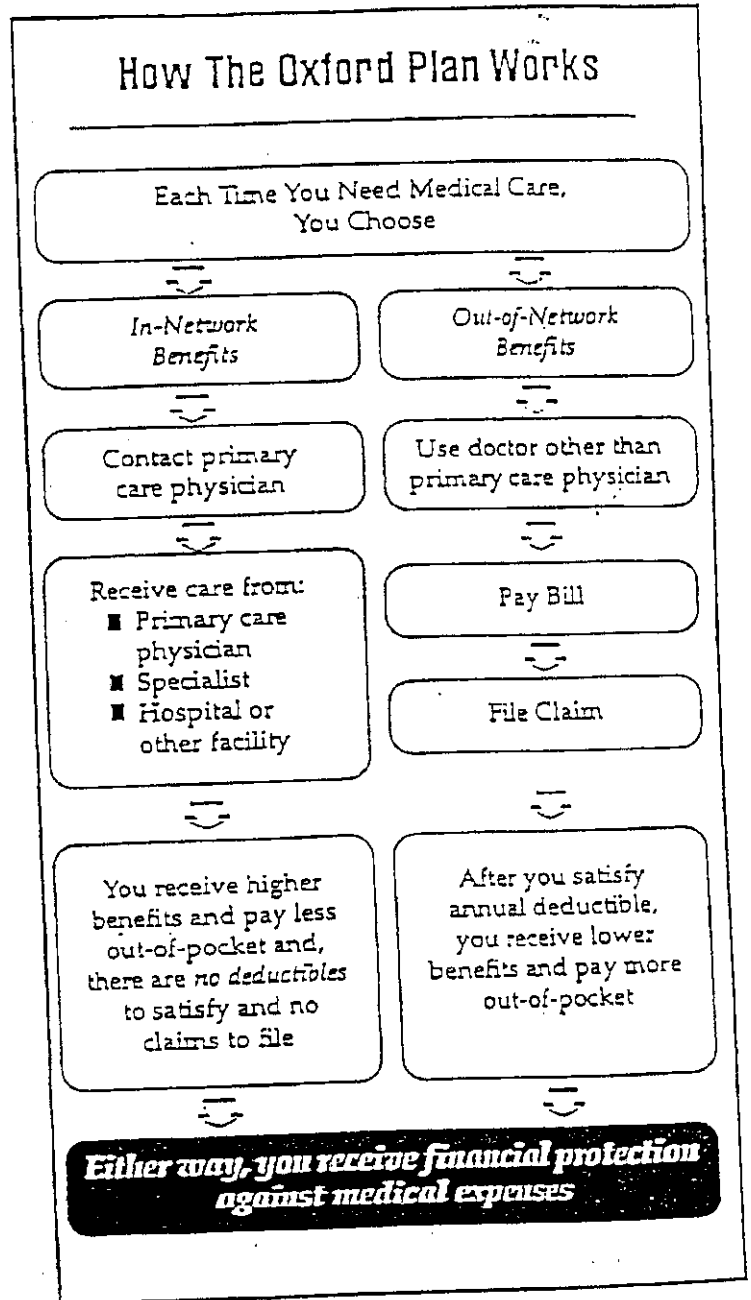 How The Oxford Plan Works
Each Time You Need Medical Care,
You Choose
In-Network
Benefits
Contact primary
care physician
Receive care from:
■ Primary care
physician
■ Specialist
■ Hospital or
other facility
You receive higher
benefits and pay less
out-of-pocket and,
there are no deductibles
to satisfy and no
claims to file
Out-of-Network
Benefits
Use doctor other than
primary care physician
Pay Bill
File Claim
After you satisfy
annual deductible,
you receive lower
benefits and pay more
out-of-pocket
Either way, you receive financial protection
against medical expenses